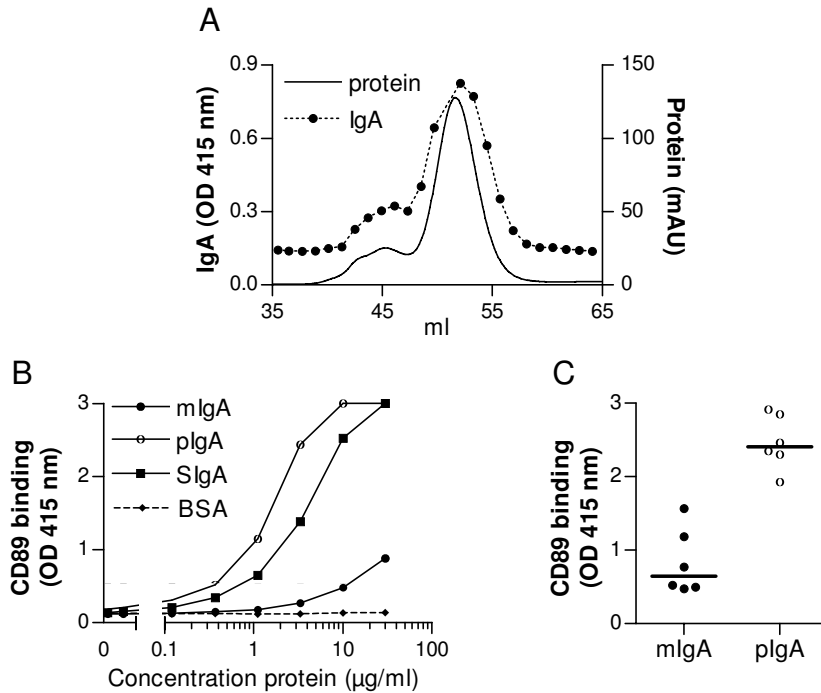 A
0.9
0.6
0.3
0.0
IgA (OD 415 nm)
protein
IgA
150
100
50
0
Protein (mAU)
35
45
55
65
ml
B
3
2
1
0
CD89 binding
(OD 415 nm)
mIgA
pIgA
SIgA
BSA
0
0.1
1
10
100
Concentration protein (µg/ml)
C
3
2
1
0
CD89 binding
(OD 415 nm)
mIgA
pIgA